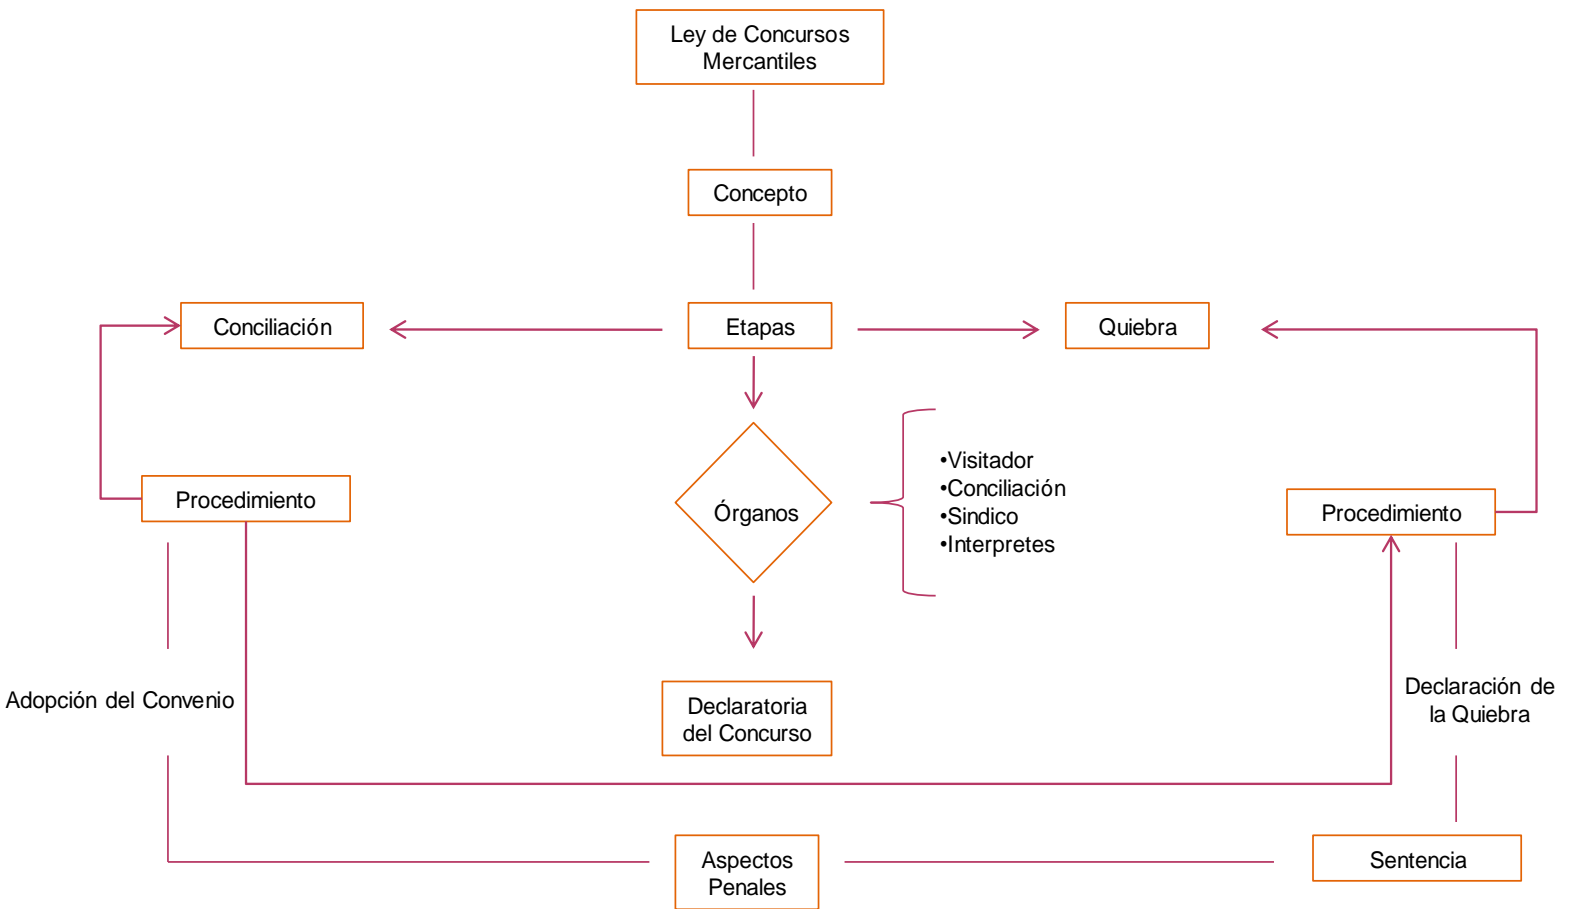 Ley de Concursos
Mercantiles
Concepto
Conciliación
Etapas
Quiebra
Procedimiento
Órganos
•Visitador
•Conciliación
•Sindico
•Interpretes
Procedimiento
Adopción del Convenio
Declaratoria
del Concurso
Declaración de
la Quiebra
Aspectos
Penales
Sentencia